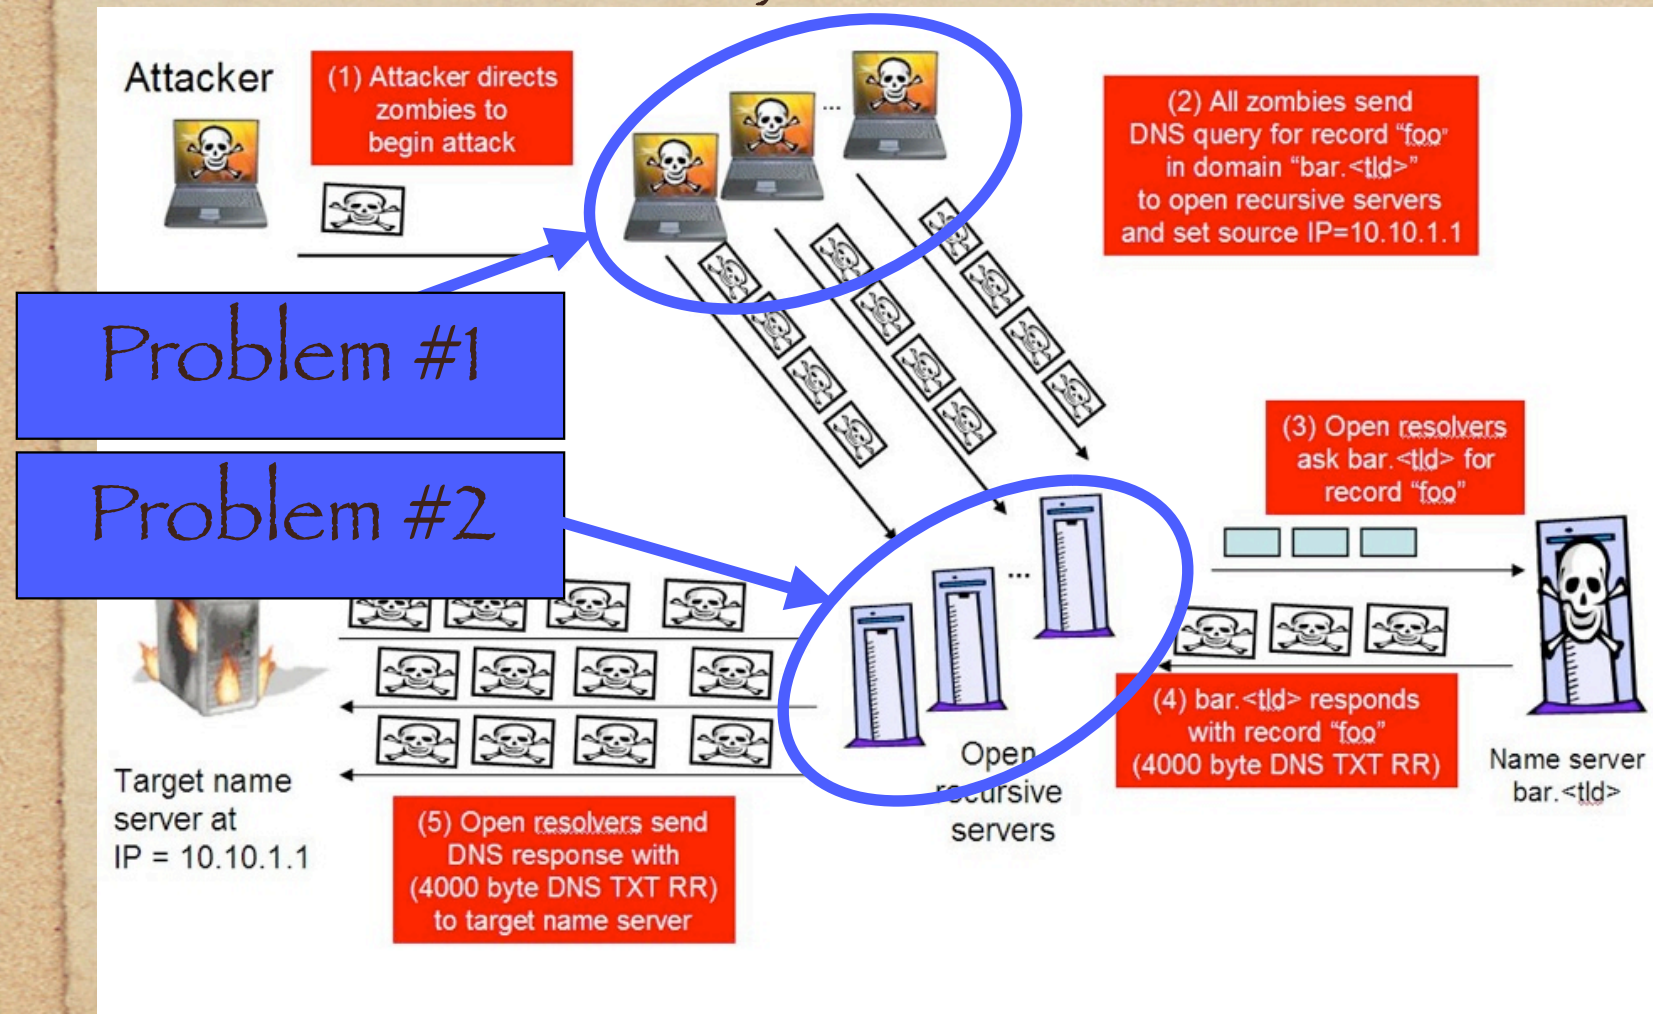 Attacker
(1) Attacker directs
zombies to
begin attack
...
(2) All zombies send
DNS query for record “foo”
in domain “bar.<tld>”
to open recursive servers
and set source IP=10.10.1.1
Problem #1
Problem #2
(3) Open resolvers
ask bar.<tld> for
record “foo”
...
(4) bar.<tld> responds
with record “foo”
(4000 byte DNS TXT RR)
Name server
bar.<tld>
Open
recursive
servers
Target name
server at
IP = 10.10.1.1
(5) Open resolvers send
DNS response with
(4000 byte DNS TXT RR)
to target name server